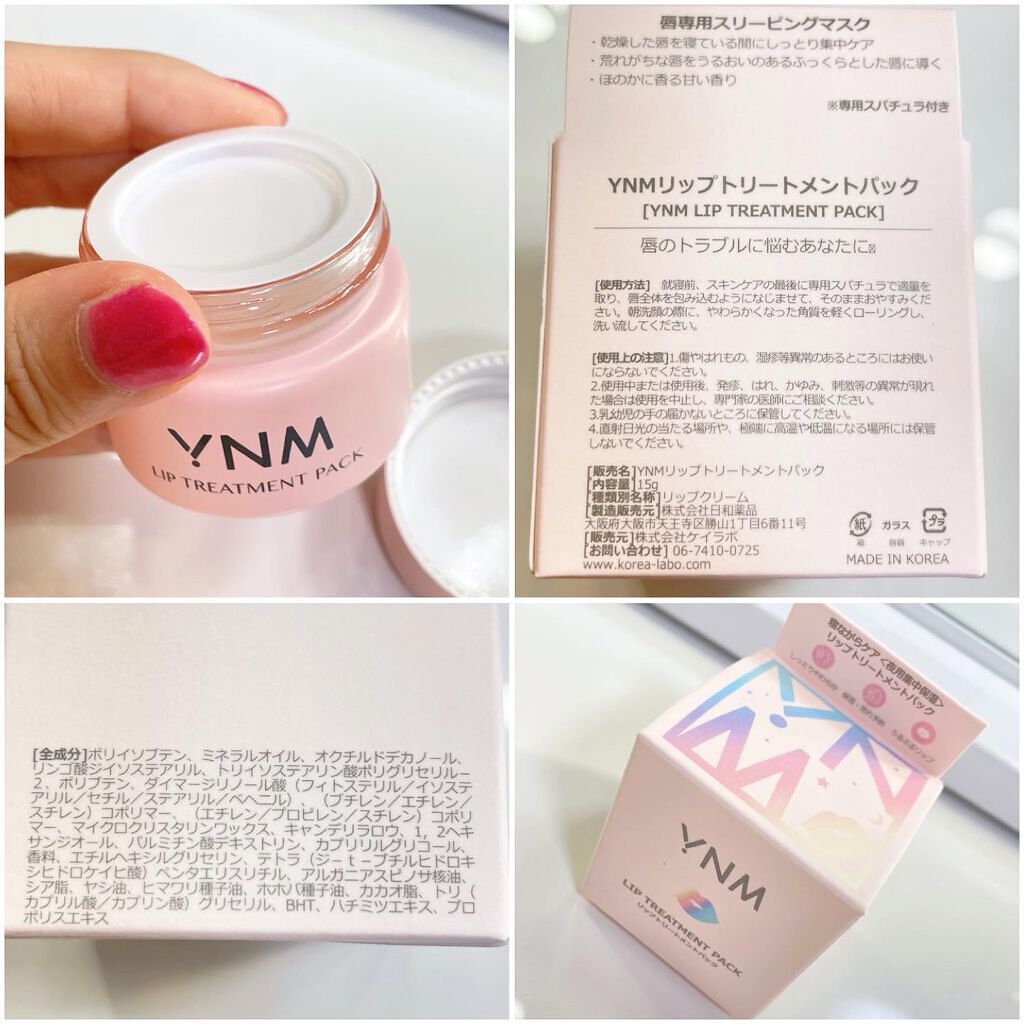 YNM
LIP TREATMENT PACK
唇専用スリーピングマスク
・乾燥した唇を寝ている間にしっとり集中ケア
・荒れがちな唇をうるおいのあるふっくらとした唇に導く
・ほのかに香る甘い香り
※専用スパチュラ付き
YNMリップトリートメントパック
[YNM LIP TREATMENT PACK]
唇のトラブルに悩むあなたに
[使用方法] 就寝前、スキンケアの最後に専用スパチュラで適量を
取り、唇全体を包み込むようになじませて、そのままおやすみくだ
さい。朝洗顔の際に、やわらかくなった角質を軽くローリングし、
洗い流してください。
[使用上の注意]1.傷やはれもの、湿疹等異常のあるところにはお使い
にならないでください。
2.使用中または使用後、発疹、はれ、かゆみ、刺激等の異常が現れ
た場合は使用を中止し、専門家の医師にご相談ください。
3.乳幼児の手の届かないところに保管してください。
4.直射日光の当たる場所や、極端に高温や低温になる場所には保管
しないでください。
[販売名]YNMリップトリートメントパック
[内容量]15g
[種類別名称]リップクリーム
[製造販売元]株式会社日和薬品
大阪府大阪市天王寺区勝山1丁目6番11号
[販売元]株式会社ケイラボ
[お問い合わせ] 06-7410-0725
www.korea-labo.com
紙 ガラス プラ
箱 容器 キャップ
MADE IN KOREA
[全成分]ポリイソブテン、ミネラルオイル、オクチルドデカノール、
リンゴ酸ジイソステアリル、トリイソステアリン酸ポリグリセリル－
2、ポリブテン、ダイマージリノール酸（フィトステリル／イソステ
アリル／セチル／ステアリル／ベヘニル）、（ブチレン／エチレン／
スチレン）コポリマー、（エチレン／プロピレン／スチレン）コポリ
マー、マイクロクリスタリンワックス、キャンデリラロウ、1，2ヘキ
サンジオール、パルミチン酸デキストリン、カプリリルグリコール、
香料、エチルヘキシルグリセリン、テトラ（ジ－ｔ－ブチルヒドロキ
シヒドロケイヒ酸）ペンタエリスリチル、アルガニアスピノサ核油、
シア脂、ヤシ油、ヒマワリ種子油、ホホバ種子油、カカオ脂、トリ（
カプリル酸／カプリン酸）グリセリル、BHT、ハチミツエキス、プロ
ポリスエキス
寝ながらケア<夜用集中保湿>
リップトリートメントパック
しっとりやわらか
うるぷるリップ
YNM
YNM
LIP TREATMENT PACK
リップトリートメントパック